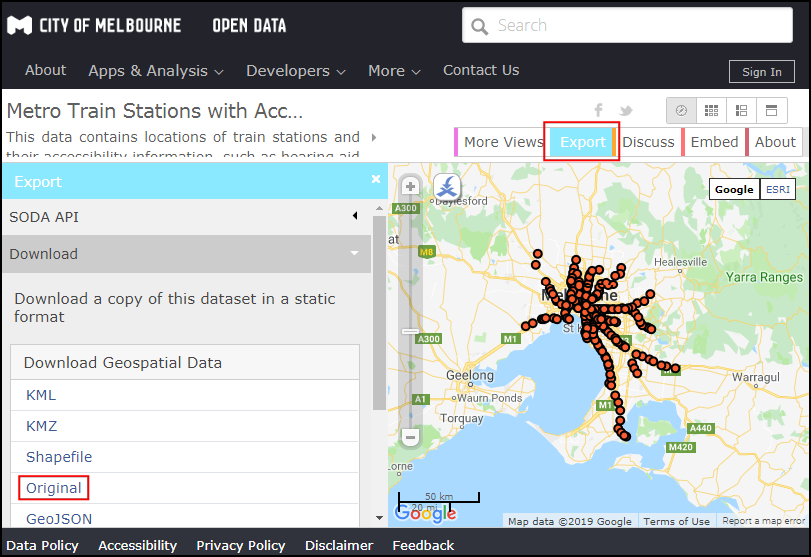 CITY OF MELBOURNE OPEN DATA
Search
About Apps & Analysis Developers More Contact Us Sign In
Metro Train Stations with Acc...
This data contains locations of train stations and
their accessibility information, such as hearing aid
More Views Export Discuss Embed About
Export ×
SODA API
Download
Download a copy of this dataset in a static
format
Download Geospatial Data
KML
KMZ
Shapefile
Original
GeoJSON
Google ESRI
A300
Daylesford
M8
Healesville
Yarra Ranges
A300
M1
Geelong
Waurn Ponds
A1
Torquay
M1
Warragul
A440
M420
Lorne
50 km
20 mi
Google
Map data ©2019 Google Terms of Use Report a map error
Data Policy Accessibility Privacy Policy Disclaimer Feedback